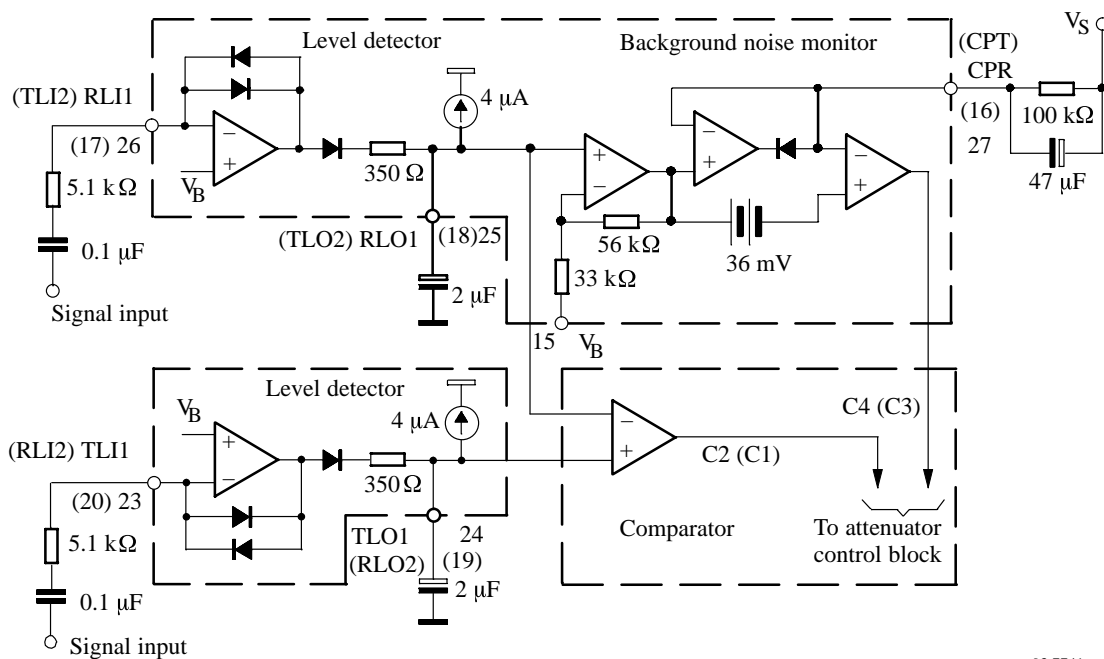 Level detector
Background noise monitor
V_S
(CPT)
CPR
(16)
27
100 kΩ
47 μF
(TLI2) RLI1
(17) 26
5.1 kΩ
0.1 μF
Signal input
−
+
V_B
350 Ω
4 μA
(TLO2) RLO1
(18)25
2 μF
+
−
56 kΩ
33 kΩ
15
V_B
−
+
36 mV
−
+
Level detector
V_B
+
−
4 μA
350 Ω
(RLI2) TLI1
(20) 23
5.1 kΩ
0.1 μF
Signal input
TLO1
(RLO2)
24
(19)
2 μF
−
+
C2 (C1)
C4 (C3)
Comparator
To attenuator
control block